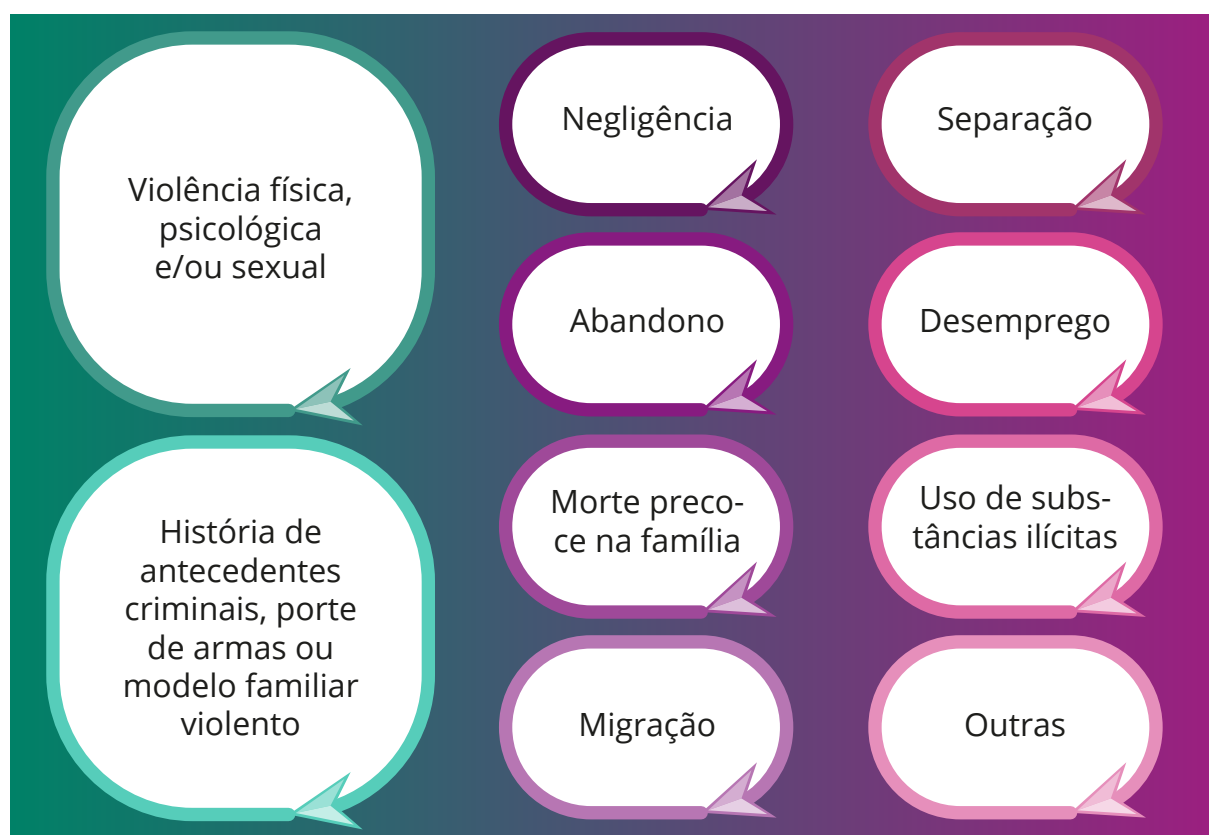 Violência física,
psicológica
e/ou sexual
História de
antecedentes
criminais, porte
de armas ou
modelo familiar
violento
Negligência
Abandono
Morte preco-
ce na família
Migração
Separação
Desemprego
Uso de subs-
tâncias ilícitas
Outras